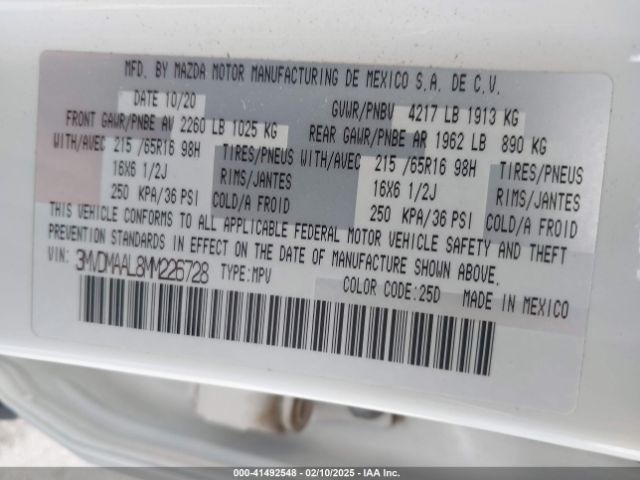 MFD. BY MAZDA MOTOR MANUFACTURING DE MEXICO S.A. DE C.V.
DATE 10/20 GVWR/PNBV 4217 LB 1913 KG
FRONT GAWR/PNBE AV 2260 LB 1025 KG REAR GAWR/PNBE AR 1962 LB 890 KG
WITH/AVEC 215 /65R16 98H TIRES/PNEUS WITH/AVEC 215 /65R16 98H TIRES/PNEUS
16X6 1/2J RIMS/JANTES 16X6 1/2J RIMS/JANTES
250 KPA/36 PSI COLD/A FROID 250 KPA/36 PSI COLD/A FROID
THIS VEHICLE CONFORMS TO ALL APPLICABLE FEDERAL MOTOR VEHICLE SAFETY AND THEFT
PREVENTION STANDARDS IN EFFECT ON THE DATE OF MANUFACTURE SHOWN ABOVE.
VIN: 3MVDMAAL8MM226728 TYPE:MPV
COLOR CODE:25D MADE IN MEXICO
000-41492548 - 02/10/2025 - IAA Inc.